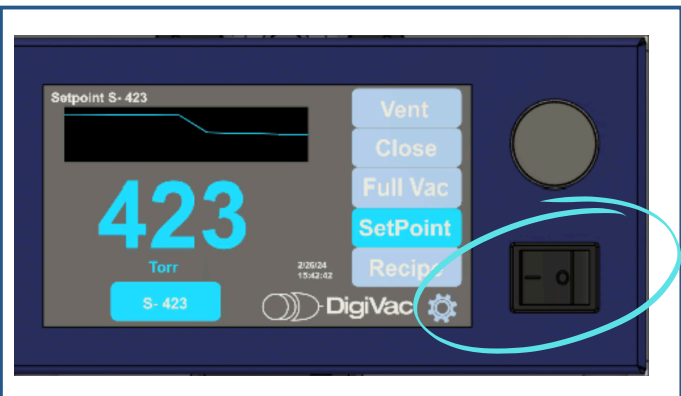 Setpoint S- 423
423
Torr
S- 423
2/26/24
15:42:42
Vent
Close
Full Vac
SetPoint
Recipe
DigiVac